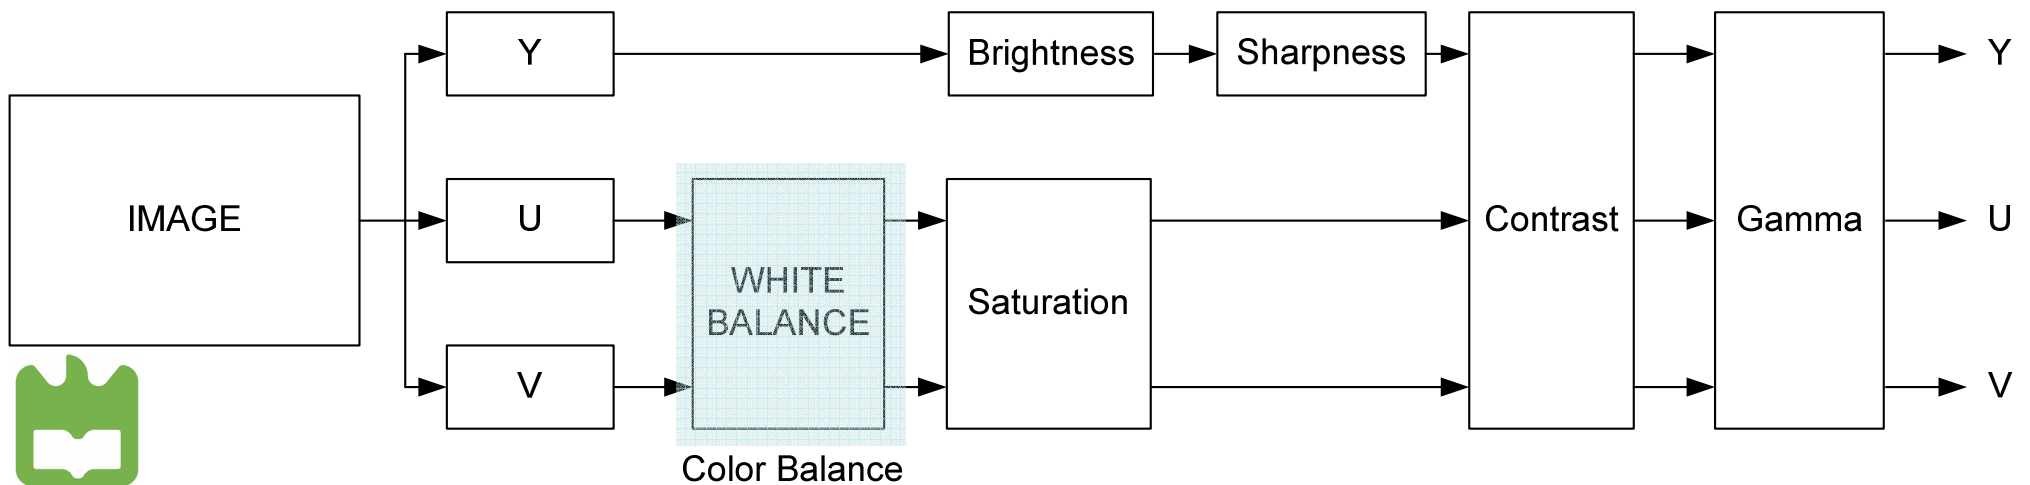 Y
Brightness
Sharpness
Y
IMAGE
U
WHITE
BALANCE
Saturation
Contrast
Gamma
U
V
V
Color Balance